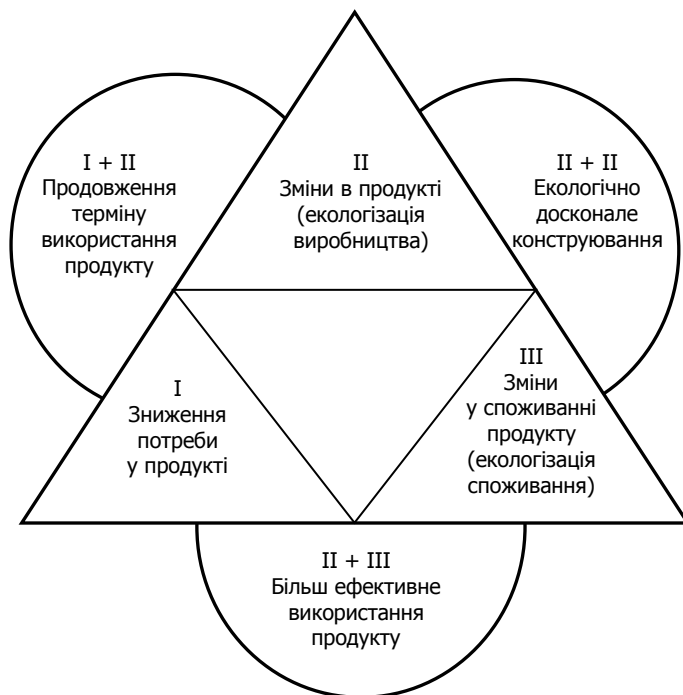 I + II
Продовження
терміну
використання
продукту
II
Зміни в продукті
(екологізація
виробництва)
II + II
Екологічно
досконале
конструювання
I
Зниження
потреби
у продукті
III
Зміни
у споживанні
продукту
(екологізація
споживання)
II + III
Більш ефективне
використання
продукту